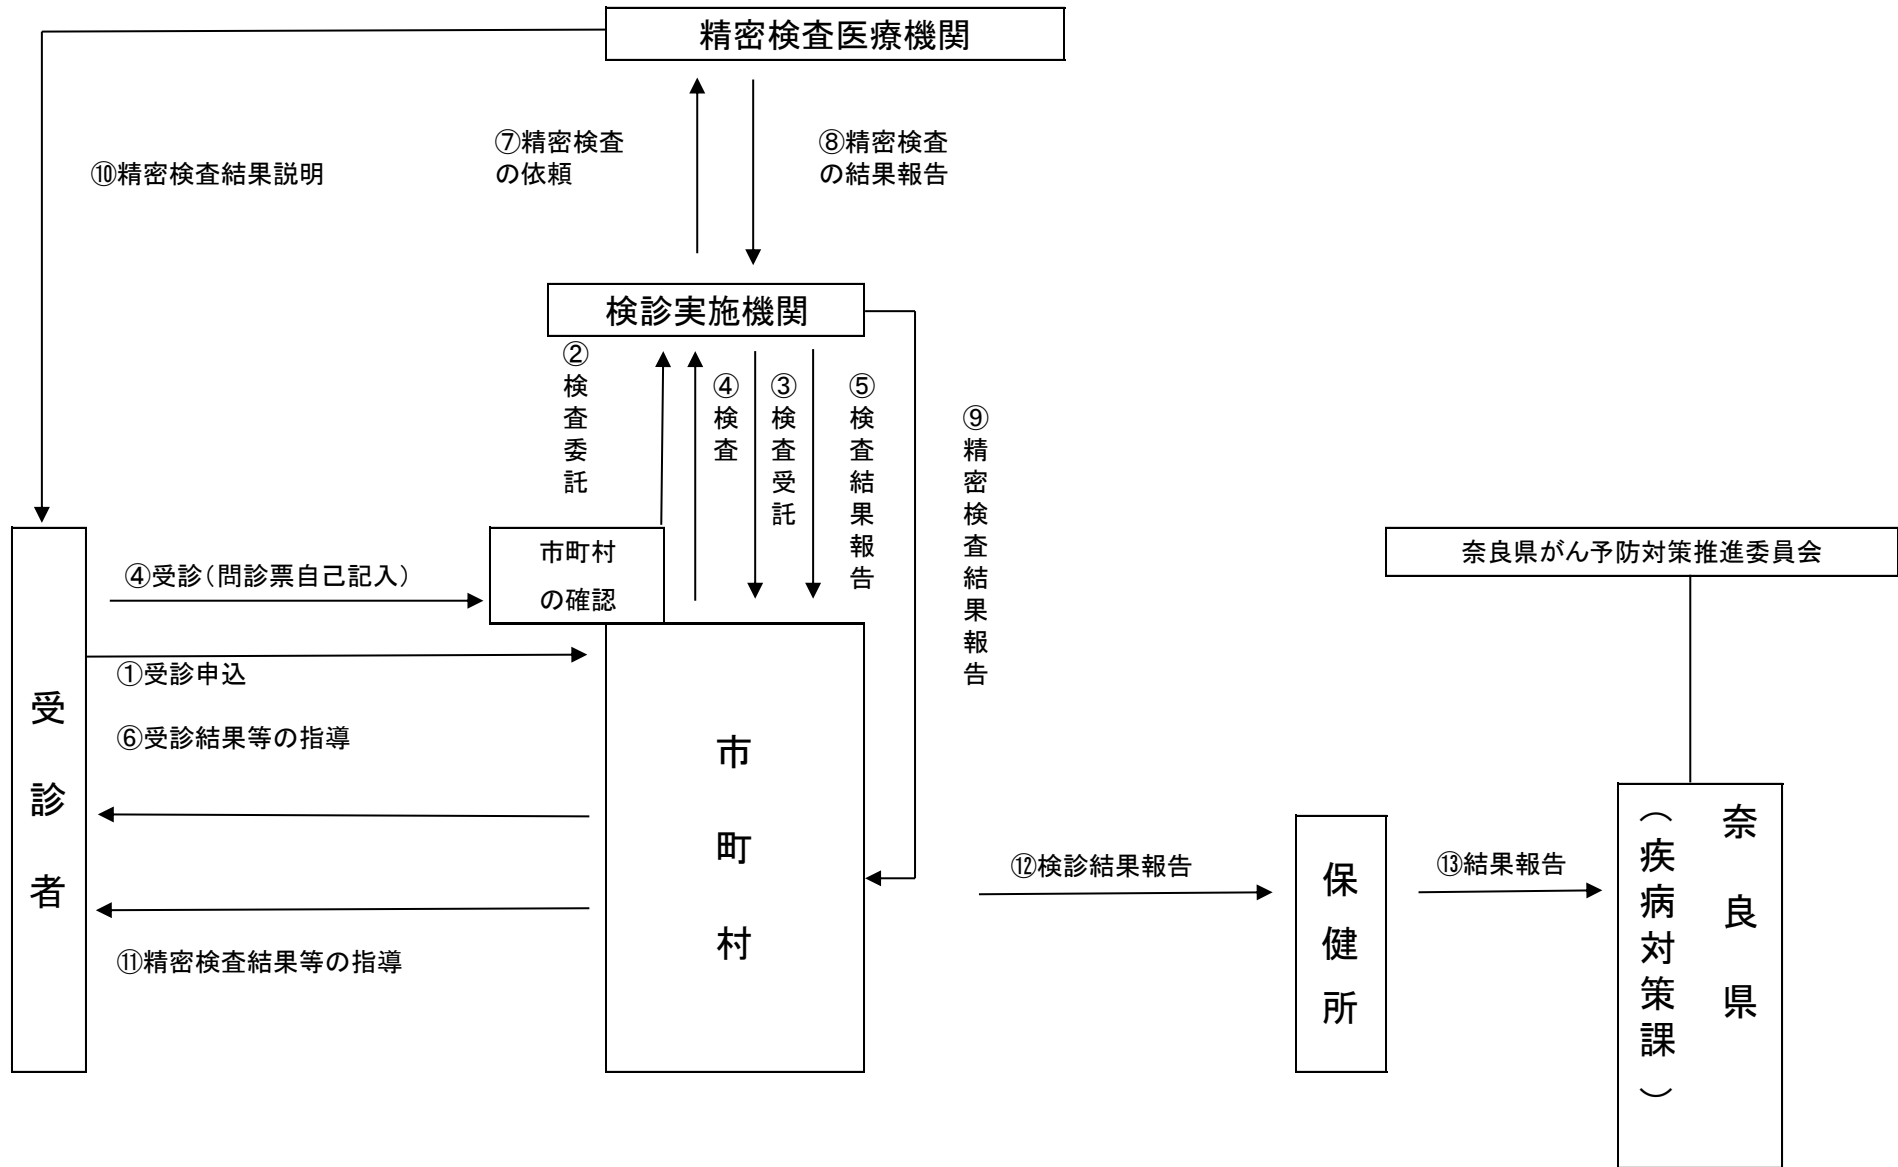 精密検査医療機関
⑩精密検査結果説明
⑦精密検査
の依頼
⑧精密検査
の結果報告
検診実施機関
②検査委託
④検査
③検査受託
⑤検査結果報告
⑨精密検査結果報告
市町村
の確認
④受診（問診票自己記入）
①受診申込
⑥受診結果等の指導
⑪精密検査結果等の指導
受診者
市町村
⑫検診結果報告
保健所
⑬結果報告
奈良県がん予防対策推進委員会
奈良県
（疾病対策課）